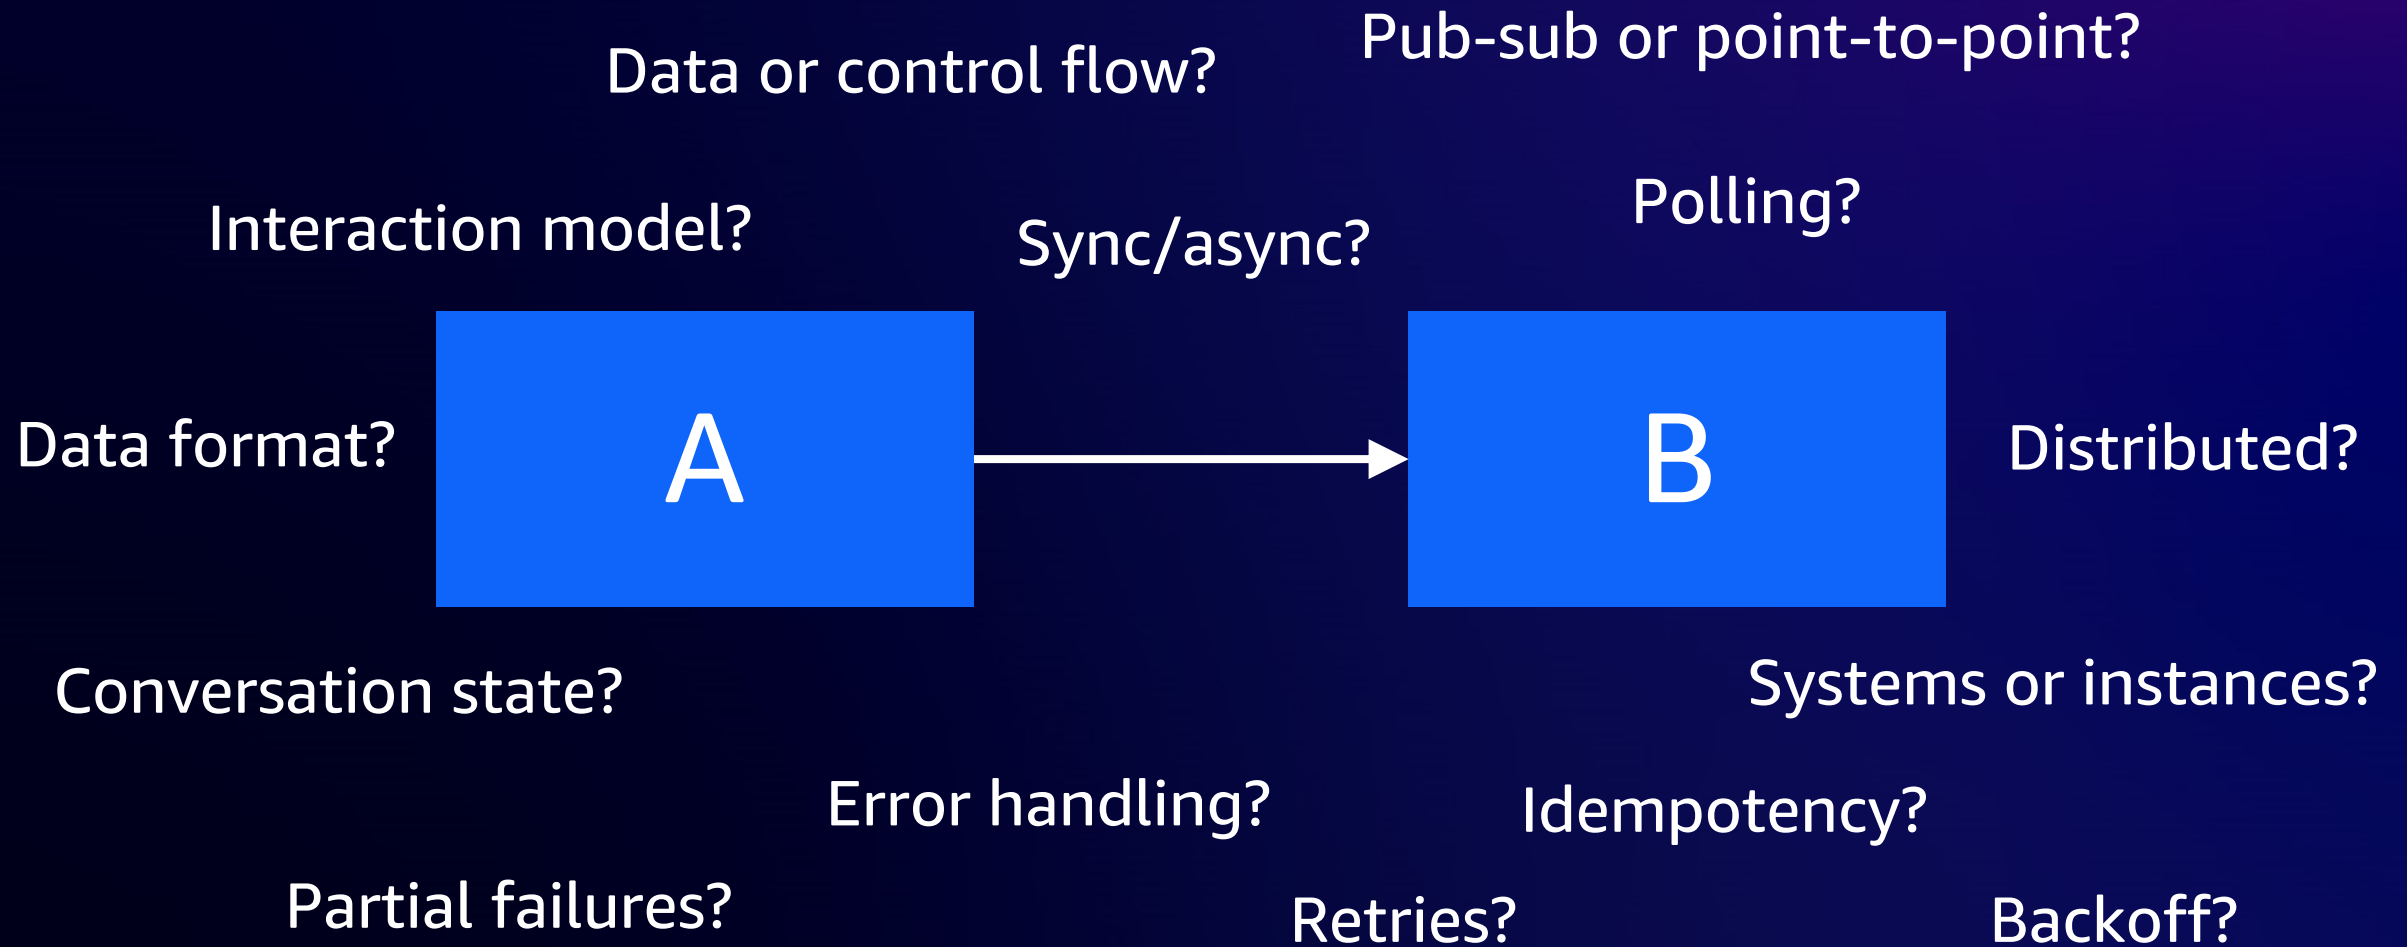 Pub-sub or point-to-point?
Data or control flow?
Polling?
Interaction model?
Sync/async?
Data format?
A
B
Distributed?
Conversation state?
Systems or instances?
Error handling?
Idempotency?
Partial failures?
Retries?
Backoff?